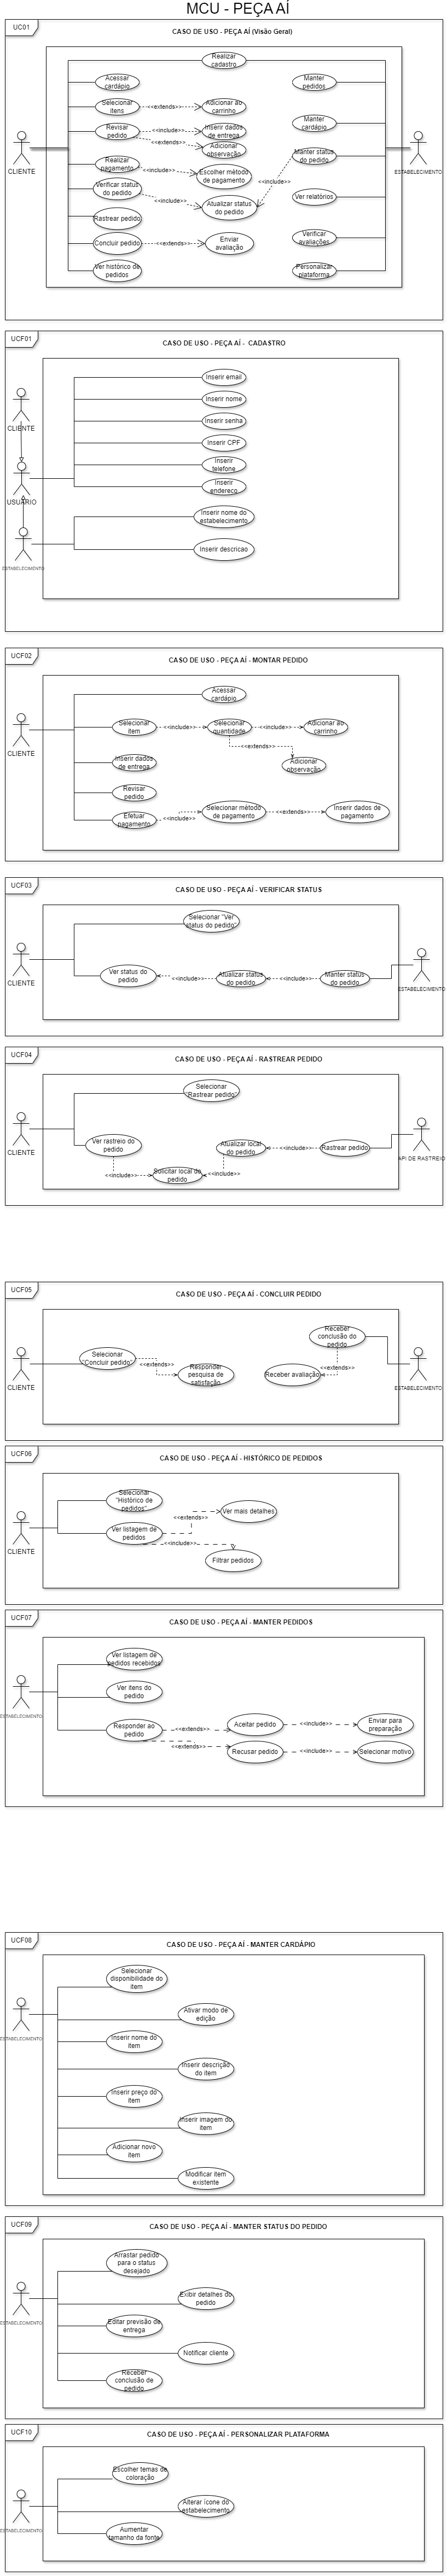 MCU - PEÇA AÍ
UC01
CASO DE USO - PEÇA AÍ (Visão Geral)
Realizar
cadastro
Acessar
cardápio
Manter
pedidos
Selecionar
itens
<<extends>>
Adicionar ao
carrinho
Revisar
pedido
<<include>>
Inserir dados
de entrega
<<extends>>
Adicionar
observação
Manter
cardápio
Manter status
do pedido
Realizar
pagamento
<<include>>
Escolher método
de pagamento
<<include>>
CLIENTE
ESTABELECIMENTO
Verificar status
do pedido
<<include>>
Atualizar status
do pedido
Ver relatórios
Rastrear pedido
Concluir pedido
<<extends>>
Enviar
avaliação
Verificar
avaliações
Ver histórico de
pedidos
Personalizar
plataforma
UCF01
CASO DE USO - PEÇA AÍ - CADASTRO
Inserir email
Inserir nome
CLIENTE
Inserir senha
Inserir CPF
Inserir
telefone
Inserir
endereço
USUÁRIO
Inserir nome do
estabelecimento
Inserir descricao
ESTABELECIMENTO
UCF02
CASO DE USO - PEÇA AÍ - MONTAR PEDIDO
Acessar
cardápio
Selecionar
item
<<include>>
Selecionar
quantidade
<<include>>
Adicionar ao
carrinho
<<extends>>
CLIENTE
Inserir dados
de entrega
Adicionar
observação
Revisar
pedido
Efetuar
pagamento
<<include>>
Selecionar método
de pagamento
<<extends>>
Inserir dados de
pagamento
UCF03
CASO DE USO - PEÇA AÍ - VERIFICAR STATUS
Selecionar "Ver
status do pedido"
CLIENTE
Ver status do
pedido
<<include>>
Atualizar status
do pedido
<<include>>
Manter status
do pedido
ESTABELECIMENTO
UCF04
CASO DE USO - PEÇA AÍ - RASTREAR PEDIDO
Selecionar
"Rastrear pedido"
CLIENTE
Ver rastreio do
pedido
Atualizar local
do pedido
<<include>>
Rastrear pedido
API DE RASTREIO
<<include>>
Solicitar local do
pedido
<<include>>
UCF05
CASO DE USO - PEÇA AÍ - CONCLUIR PEDIDO
Receber
conclusão do
pedido
Selecionar
"Concluir pedido"
<<extends>>
Responder
pesquisa de
satisfação
Receber avaliação
<<extends>>
CLIENTE
ESTABELECIMENTO
UCF06
CASO DE USO - PEÇA AÍ - HISTÓRICO DE PEDIDOS
Selecionar
"Histórico de
pedidos"
<<extends>>
Ver mais detalhes
Ver listagem de
pedidos
<<include>>
CLIENTE
Filtrar pedidos
UCF07
CASO DE USO - PEÇA AÍ - MANTER PEDIDOS
Ver listagem de
pedidos recebidos
Ver itens do
pedido
ESTABELECIMENTO
Responder ao
pedido
<<extends>>
Aceitar pedido
<<include>>
Enviar para
preparação
<<extends>>
Recusar pedido
<<include>>
Selecionar motivo
UCF08
CASO DE USO - PEÇA AÍ - MANTER CARDÁPIO
Selecionar
disponibilidade do
item
Ativar modo de
edição
ESTABELECIMENTO
Inserir nome do
item
Inserir descrição
do item
Inserir preço do
item
Inserir imagem do
item
Adicionar novo
item
Modificar item
existente
UCF09
CASO DE USO - PEÇA AÍ - MANTER STATUS DO PEDIDO
Arrastar pedido
para o status
desejado
Exibir detalhes do
pedido
ESTABELECIMENTO
Editar previsão de
entrega
Notificar cliente
Receber
conclusão de
pedido
UCF10
CASO DE USO - PEÇA AÍ - PERSONALIZAR PLATAFORMA
Escolher temas de
coloração
Alterar ícone do
estabelecimento
ESTABELECIMENTO
Aumentar
tamanho da fonte